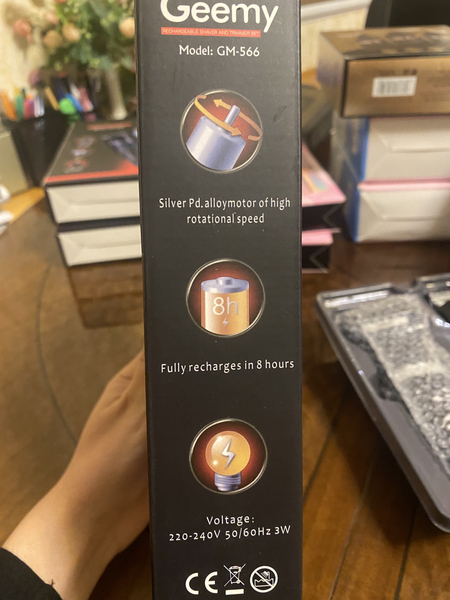 Geemy
RECHARGEABLE SHAVER AND TRIMMER SET
Model: GM-566
Silver Pd.alloymotor of high
rotational speed
8h
Fully recharges in 8 hours
Voltage:
220-240V 50/60Hz 3W
CE